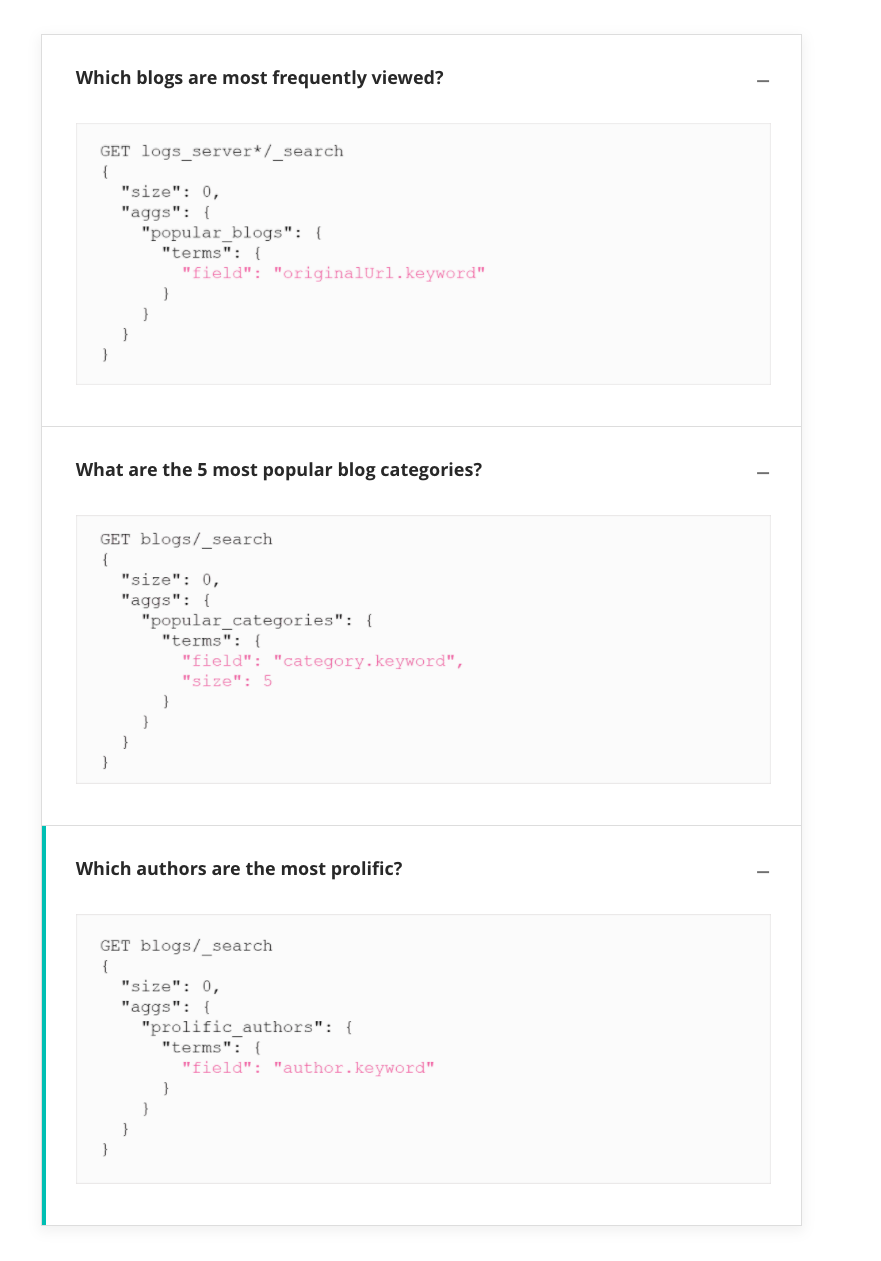 Which blogs are most frequently viewed?
GET logs_server*/_search
{
  "size": 0,
  "aggs": {
    "popular_blogs": {
      "terms": {
        "field": "originalUrl.keyword"
      }
    }
  }
}
What are the 5 most popular blog categories?
GET blogs/_search
{
  "size": 0,
  "aggs": {
    "popular_categories": {
      "terms": {
        "field": "category.keyword",
        "size": 5
      }
    }
  }
}
Which authors are the most prolific?
GET blogs/_search
{
  "size": 0,
  "aggs": {
    "prolific_authors": {
      "terms": {
        "field": "author.keyword"
      }
    }
  }
}